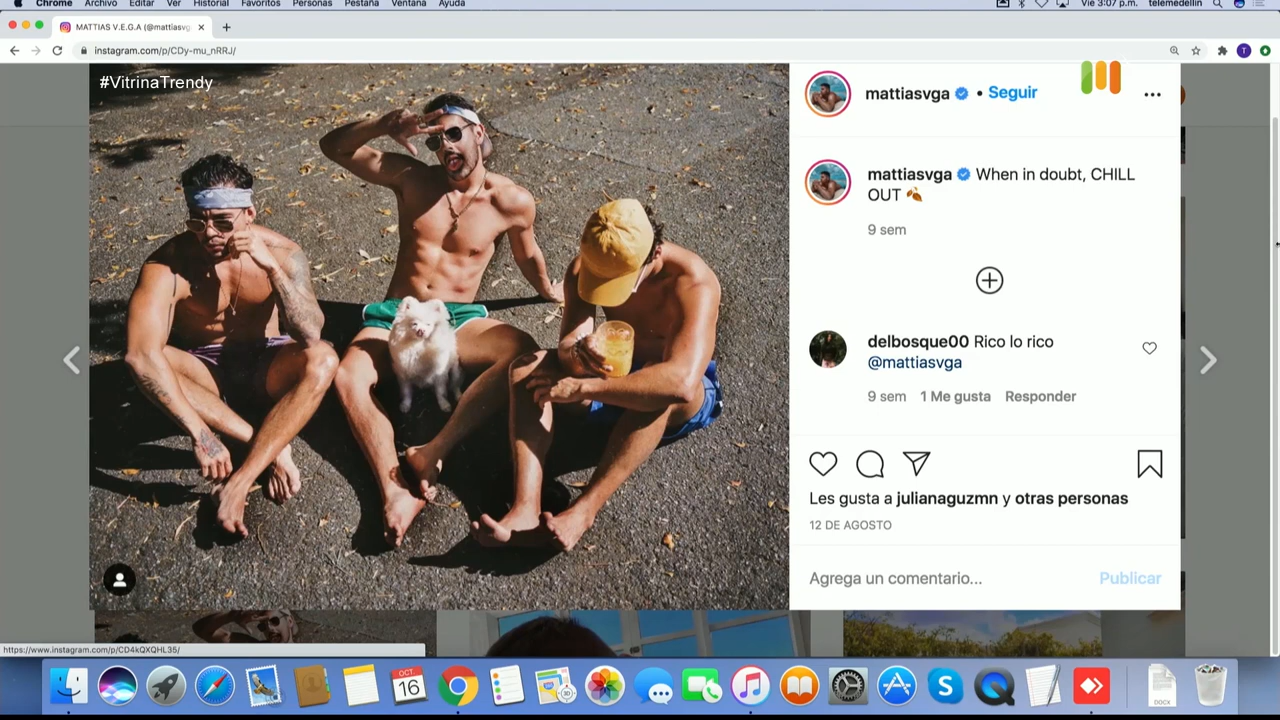 Chrome Archivo Editar Ver Historial Favoritos Personas Pestaña Ventana Ayuda Vie 3:07 p.m. telemedellin
MATTIAS V.E.G.A (@mattiasvg
instagram.com/p/CDy-mu_nRRJ/
T
#VitrinaTrendy
mattiasvga • Seguir
mattiasvga When in doubt, CHILL
OUT
9 sem
delbosque00 Rico lo rico
@mattiasvga
9 sem 1 Me gusta Responder
Les gusta a julianaguzmn y otras personas
12 DE AGOSTO
Agrega un comentario... Publicar
https://www.instagram.com/p/CD4kQXQHL35/
OCT.
16
DOCX